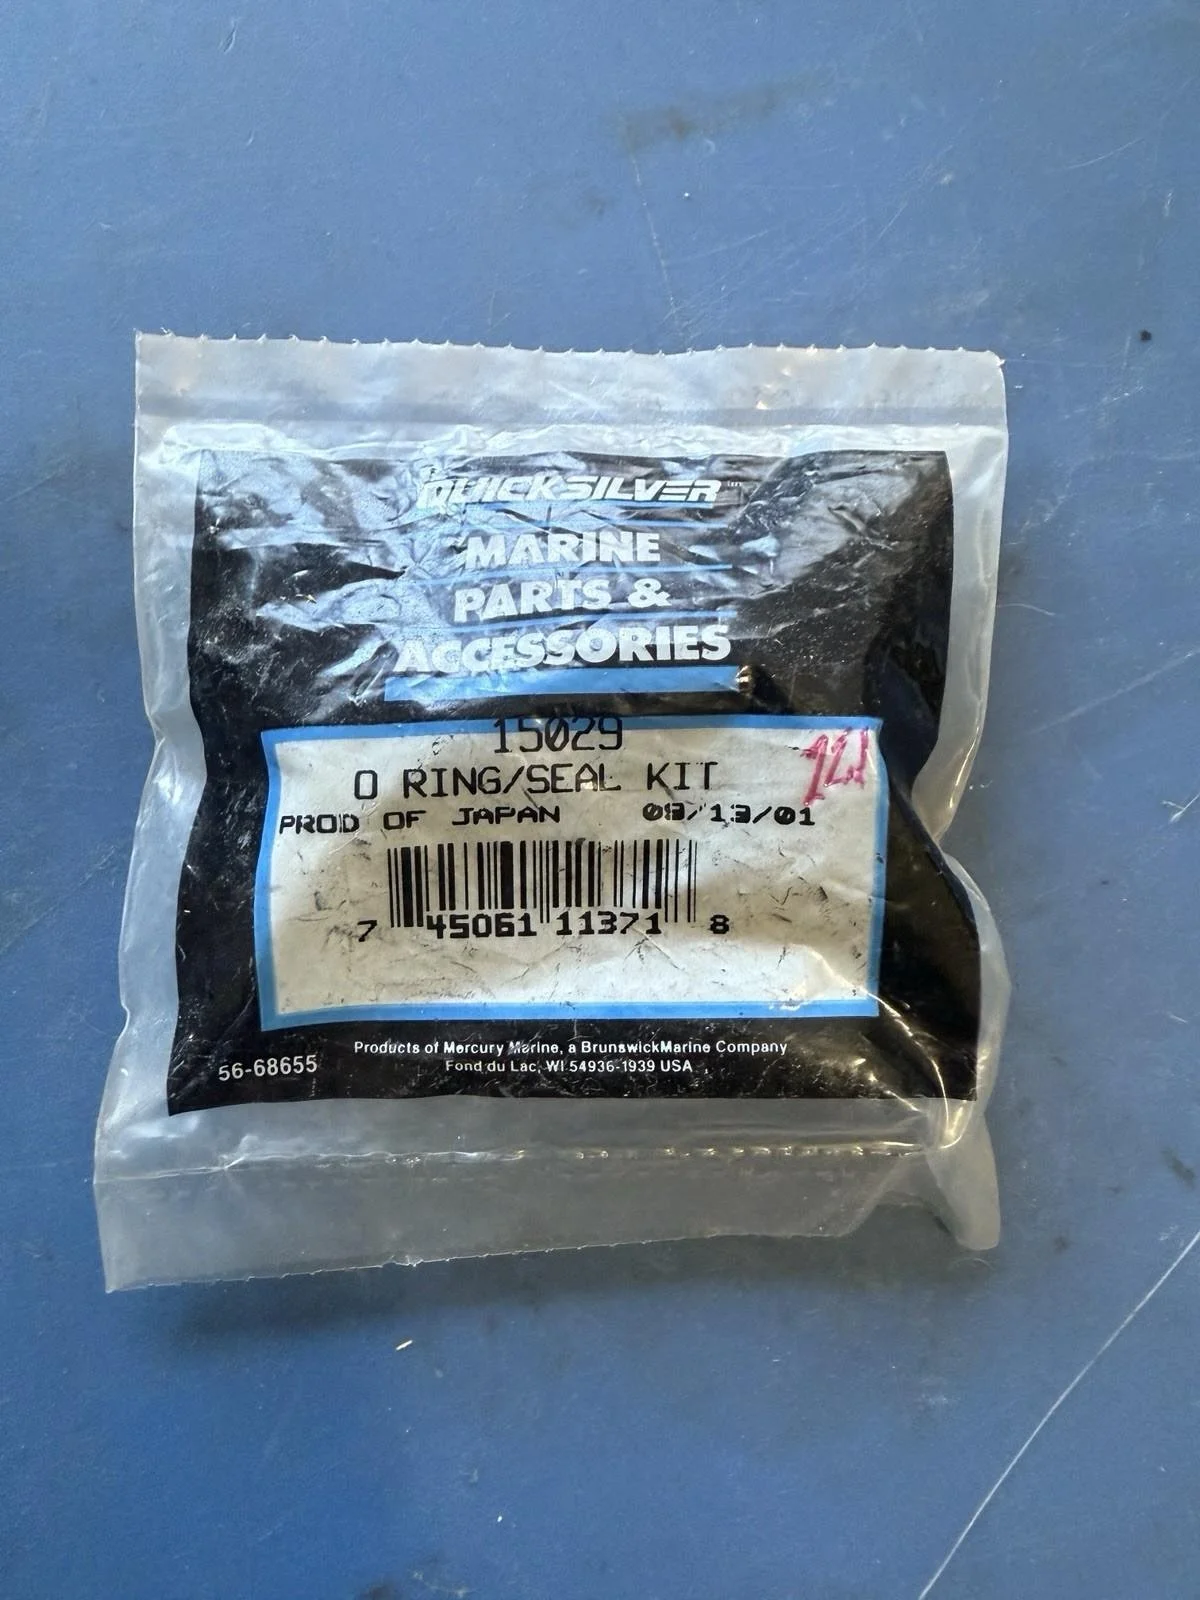 QUICKSILVER
MARINE
PARTS &
ACCESSORIES
15029
O RING/SEAL KIT
PROD OF JAPAN 08/13/01
7 45061 11371 8
56-68655
Products of Mercury Marine, a BrunswickMarine Company
Fond du Lac, WI 54936-1939 USA